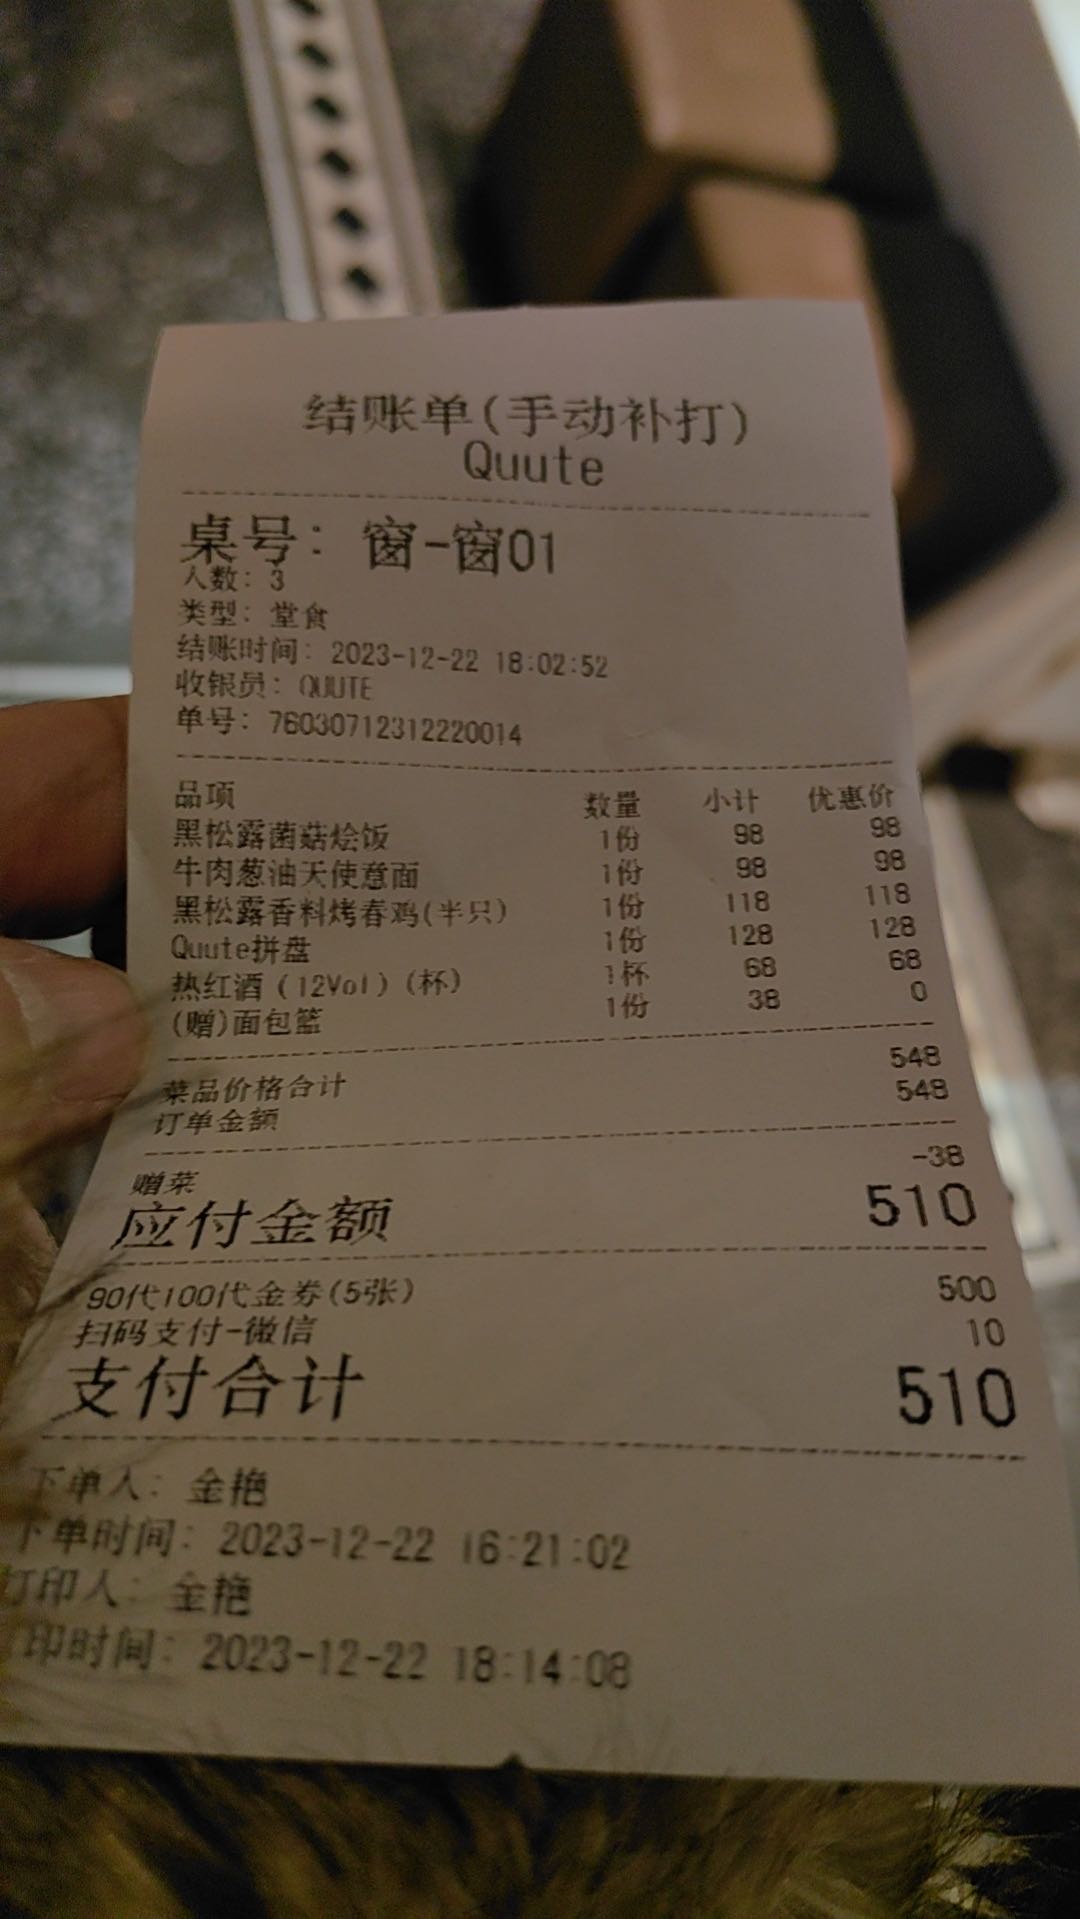 结账单(手动补打)
Quute
桌号: 窗-窗01
人数: 3
类型: 堂食
结账时间: 2023-12-22 18:02:52
收银员: QUUTE
单号: 76030712312220014
品项 数量 小计 优惠价
黑松露菌菇烩饭 1份 98 98
牛肉葱油天使意面 1份 98 98
黑松露香料烤春鸡(半只) 1份 118 118
Quute拼盘 1份 128 128
热红酒(12Vol)(杯) 1杯 68 68
(赠)面包篮 1份 38 0
菜品价格合计 548
订单金额 548
赠菜 -38
应付金额 510
90代100代金券(5张) 500
扫码支付-微信 10
支付合计 510
下单人: 金艳
下单时间: 2023-12-22 16:21:02
打印人: 金艳
印时间: 2023-12-22 18:14:08